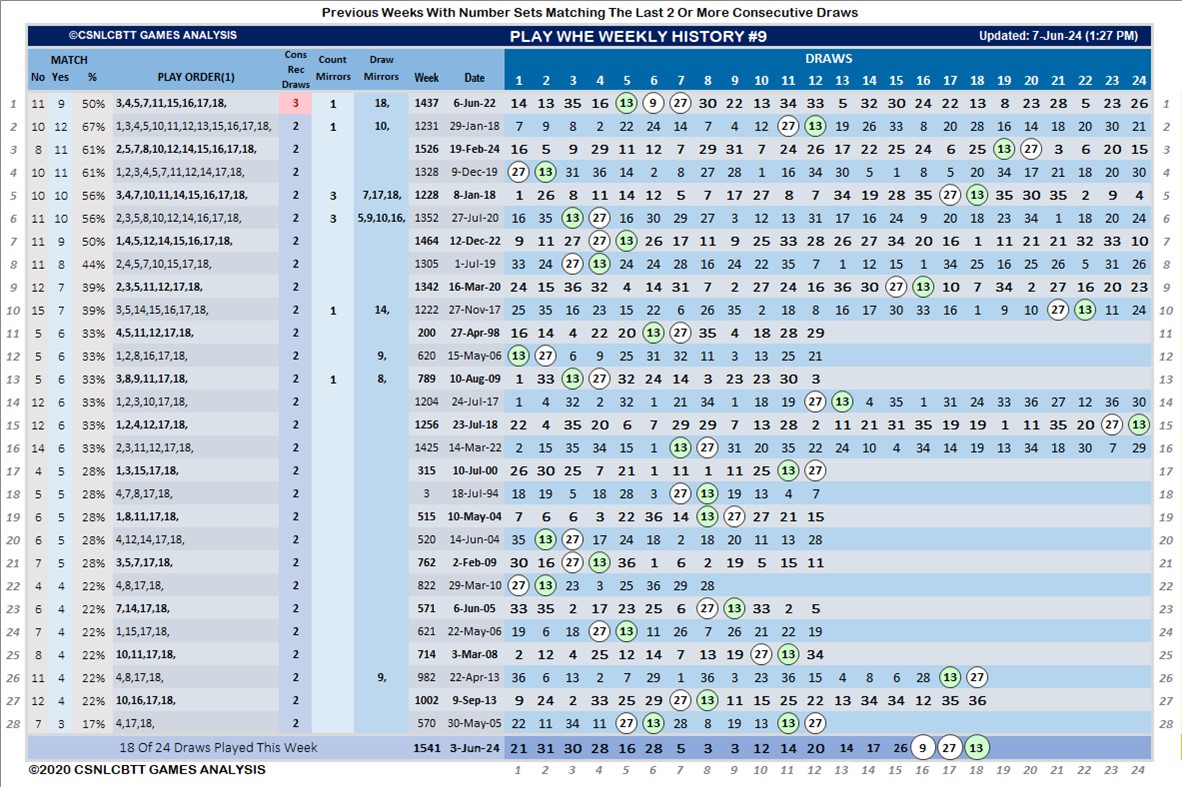 Previous Weeks With Number Sets Matching The Last 2 Or More Consecutive Draws
©CSNLCBTT GAMES ANALYSIS PLAY WHE WEEKLY HISTORY #9 Updated: 7-Jun-24 (1:27 PM)
MATCH Cons Rec Draws Count Mirrors Draw Mirrors DRAWS
No Yes % PLAY ORDER(1) Week Date 1 2 3 4 5 6 7 8 9 10 11 12 13 14 15 16 17 18 19 20 21 22 23 24
1 11 9 50% 3,4,5,7,11,15,16,17,18, 3 1 18, 1437 6-Jun-22 14 13 35 16 13 9 27 30 22 13 34 33 5 32 30 24 22 13 8 23 28 5 23 26 1
2 10 12 67% 1,3,4,5,10,11,12,13,15,16,17,18, 2 1 10, 1231 29-Jan-18 7 9 8 2 22 24 14 7 4 12 27 13 19 26 33 8 20 28 16 14 18 20 30 21 2
3 8 11 61% 2,5,7,8,10,12,14,15,16,17,18, 2 1526 19-Feb-24 16 5 9 29 11 12 7 29 31 7 24 26 17 22 25 24 6 25 13 27 3 6 20 15 3
4 10 11 61% 1,2,3,4,5,7,11,12,14,17,18, 2 1328 9-Dec-19 27 13 31 36 14 2 8 27 28 1 16 34 30 5 1 8 5 20 34 17 21 18 20 30 4
5 10 10 56% 3,4,7,10,11,14,15,16,17,18, 2 3 7,17,18, 1228 8-Jan-18 1 26 8 11 14 12 5 7 17 27 8 7 34 19 28 35 27 13 35 30 35 2 9 4 5
6 11 10 56% 2,3,5,8,10,12,14,16,17,18, 2 3 5,9,10,16, 1352 27-Jul-20 16 35 13 27 16 30 29 27 3 12 13 31 17 16 24 9 20 18 23 34 1 18 20 24 6
7 11 9 50% 1,4,5,12,14,15,16,17,18, 2 1464 12-Dec-22 9 11 27 27 13 26 17 11 9 25 33 28 26 27 34 20 16 1 11 21 21 32 33 10 7
8 11 8 44% 2,4,5,7,10,15,17,18, 2 1305 1-Jul-19 33 24 27 13 24 24 28 16 24 22 35 7 1 12 15 1 34 25 16 25 26 5 31 26 8
9 12 7 39% 2,3,5,11,12,17,18, 2 1342 16-Mar-20 24 15 36 32 4 14 31 7 2 27 24 16 36 30 27 13 10 7 34 2 27 16 20 23 9
10 15 7 39% 3,5,14,15,16,17,18, 2 1 14, 1222 27-Nov-17 25 35 16 23 15 22 6 26 35 2 18 8 16 17 30 33 16 1 9 10 27 13 11 24 10
11 5 6 33% 4,5,11,12,17,18, 2 200 27-Apr-98 16 14 4 22 20 13 27 35 4 18 28 29 11
12 5 6 33% 1,2,8,16,17,18, 2 9, 620 15-May-06 13 27 6 9 25 31 32 11 3 13 25 21 12
13 5 6 33% 3,8,9,11,17,18, 2 1 8, 789 10-Aug-09 1 33 13 27 32 24 14 3 23 23 30 3 13
14 12 6 33% 1,2,3,10,17,18, 2 1204 24-Jul-17 1 4 32 2 32 1 21 34 1 18 19 27 13 4 35 1 31 24 33 36 27 12 36 30 14
15 12 6 33% 1,2,4,12,17,18, 2 1256 23-Jul-18 22 4 35 20 6 7 29 29 7 13 28 2 11 21 31 35 19 19 1 11 35 20 27 13 15
16 14 6 33% 2,3,11,12,17,18, 2 1425 14-Mar-22 2 15 35 34 15 1 13 27 31 20 35 22 24 10 4 34 14 19 13 34 18 30 7 29 16
17 4 5 28% 1,3,15,17,18, 2 315 10-Jul-00 26 30 25 7 21 1 11 1 11 25 13 27 17
18 5 5 28% 4,7,8,17,18, 2 3 18-Jul-94 18 19 5 18 28 3 27 13 19 13 4 7 18
19 6 5 28% 1,8,11,17,18, 2 515 10-May-04 7 6 6 3 22 36 14 13 27 27 21 15 19
20 6 5 28% 4,12,14,17,18, 2 520 14-Jun-04 35 13 27 17 24 18 2 18 20 11 13 28 20
21 7 5 28% 3,5,7,17,18, 2 762 2-Feb-09 30 16 27 13 36 1 6 2 19 5 15 11 21
22 7 4 22% 4,8,17,18, 2 822 29-Mar-10 27 13 23 3 25 36 29 28 22
23 6 4 22% 7,14,17,18, 2 571 6-Jun-05 33 35 2 17 23 25 6 27 13 33 2 5 23
24 7 4 22% 1,15,17,18, 2 621 22-May-06 19 6 18 27 13 11 26 7 26 21 22 19 24
25 8 4 22% 10,11,17,18, 2 714 3-Mar-08 2 12 4 25 12 14 7 13 19 27 13 34 25
26 11 4 22% 4,8,17,18, 2 9, 982 22-Apr-13 36 6 13 2 7 29 1 36 3 23 36 15 4 8 6 28 13 27 26
27 12 4 22% 10,16,17,18, 2 1002 9-Sep-13 9 24 2 33 25 29 27 13 11 15 25 22 13 34 34 12 35 36 27
28 7 3 17% 4,17,18, 2 570 30-May-05 22 11 34 11 27 13 28 8 19 13 13 27 28
18 Of 24 Draws Played This Week 1541 3-Jun-24 21 31 30 28 16 28 5 3 3 12 14 20 14 17 26 9 27 13
©2020 CSNLCBTT GAMES ANALYSIS 1 2 3 4 5 6 7 8 9 10 11 12 13 14 15 16 17 18 19 20 21 22 23 24